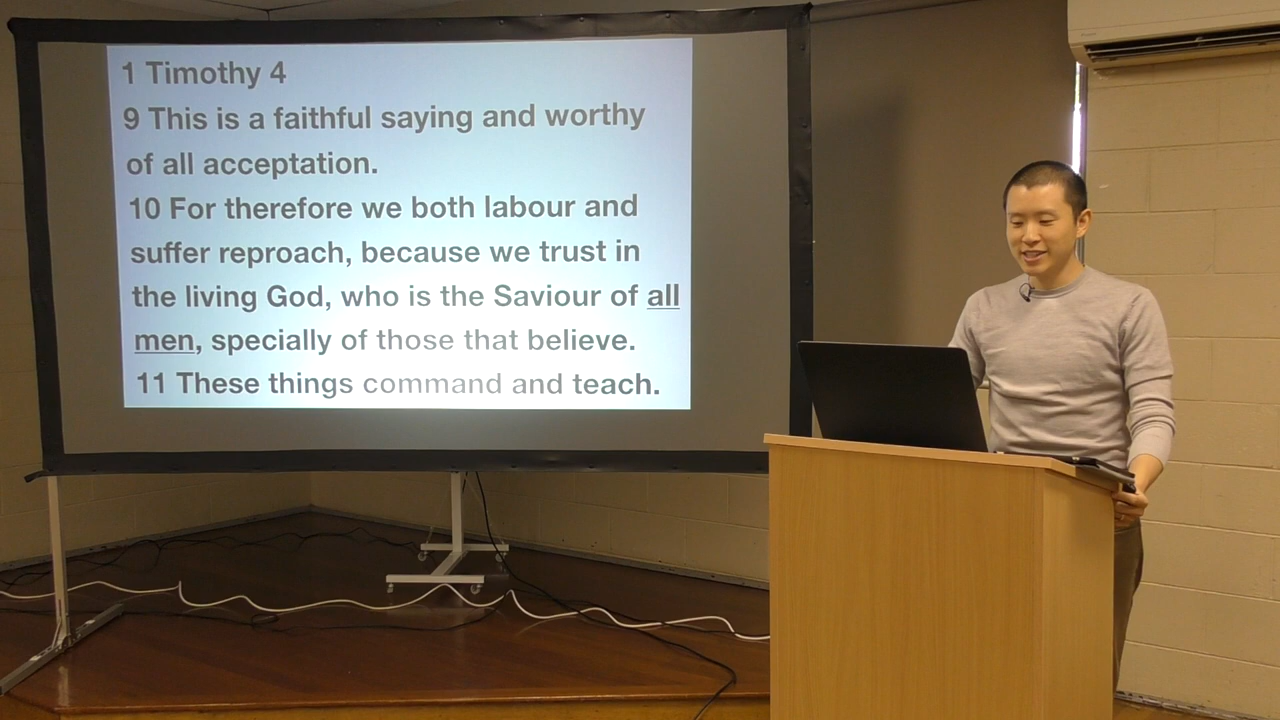 1 Timothy 4
9 This is a faithful saying and worthy
of all acceptation.
10 For therefore we both labour and
suffer reproach, because we trust in
the living God, who is the Saviour of all
men, specially of those that believe.
11 These things command and teach.